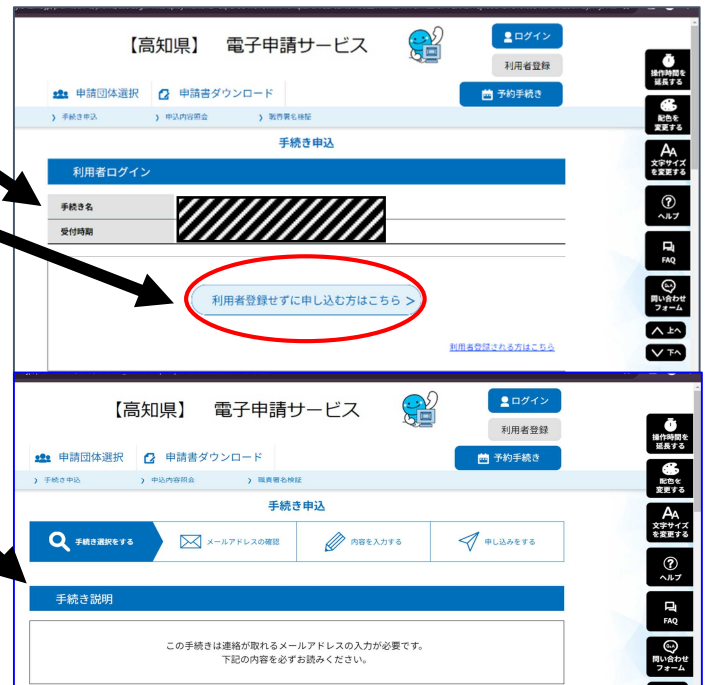 【高知県】 電子申請サービス
ログイン
利用者登録
申請団体選択 申請書ダウンロード 予約手続き
手続き申込 申込内容照会 職責署名検証
手続き申込
利用者ログイン
手続き名
受付時期
利用者登録せずに申し込む方はこちら >
利用者登録される方はこちら
操作時間を
延長する
配色を
変更する
AA
文字サイズ
を変更する
?
ヘルプ
FAQ
Q&A
問い合わせ
フォーム
上へ
下へ
【高知県】 電子申請サービス
ログイン
利用者登録
申請団体選択 申請書ダウンロード 予約手続き
手続き申込 申込内容照会 職責署名検証
手続き申込
手続き選択をする メールアドレスの確認 内容を入力する 申し込みをする
手続き説明
この手続きは連絡が取れるメールアドレスの入力が必要です。
下記の内容を必ずお読みください。
操作時間を
延長する
配色を
変更する
AA
文字サイズ
を変更する
?
ヘルプ
FAQ
Q&A
問い合わせ
フォーム